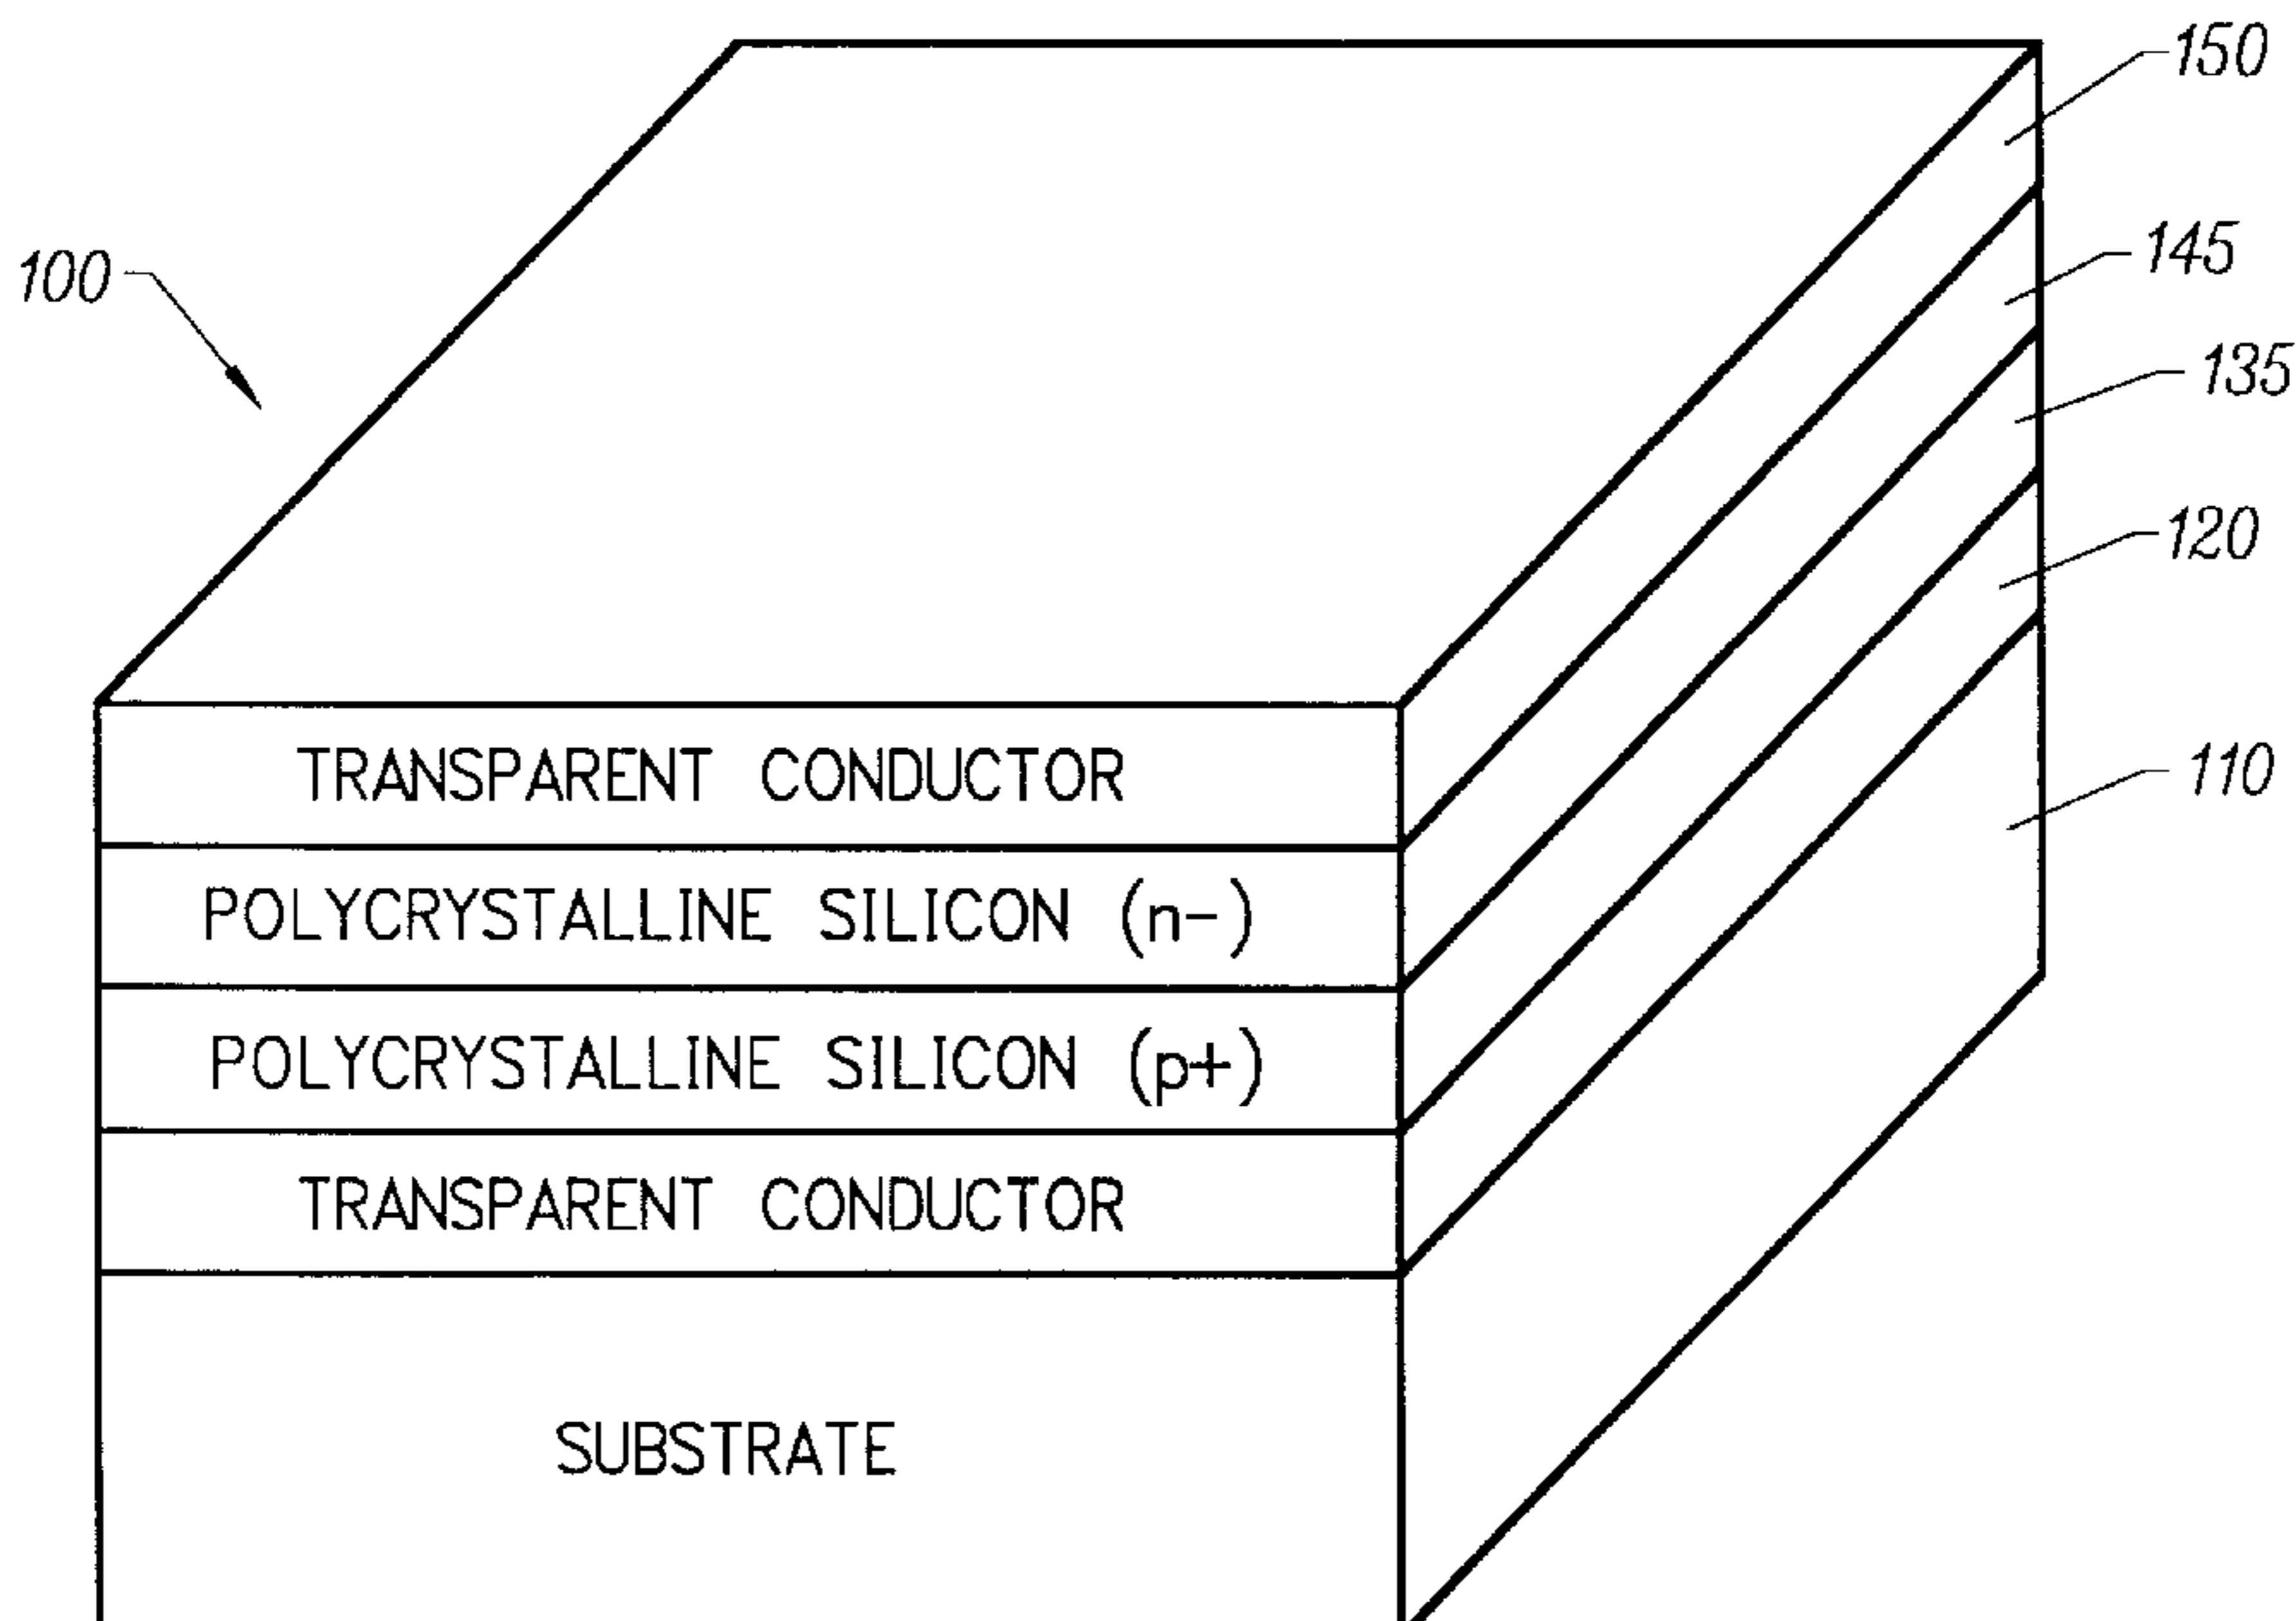 150
145
100
135
120
TRANSPARENT CONDUCTOR
110
POLYCRYSTALLINE SILICON (n-)
POLYCRYSTALLINE SILICON (p+)
TRANSPARENT CONDUCTOR
SUBSTRATE